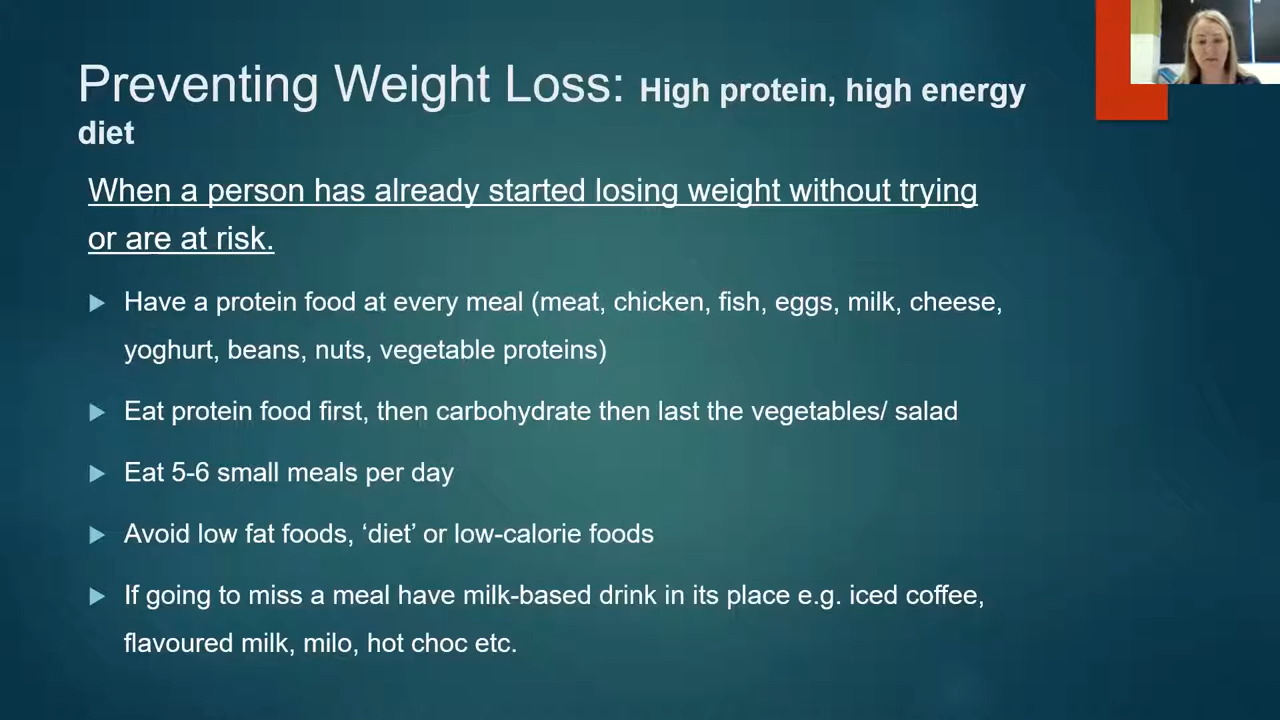 Preventing Weight Loss: High protein, high energy
diet
When a person has already started losing weight without trying
or are at risk.
Have a protein food at every meal (meat, chicken, fish, eggs, milk, cheese,
yoghurt, beans, nuts, vegetable proteins)
Eat protein food first, then carbohydrate then last the vegetables/ salad
Eat 5-6 small meals per day
Avoid low fat foods, ‘diet’ or low-calorie foods
If going to miss a meal have milk-based drink in its place e.g. iced coffee,
flavoured milk, milo, hot choc etc.